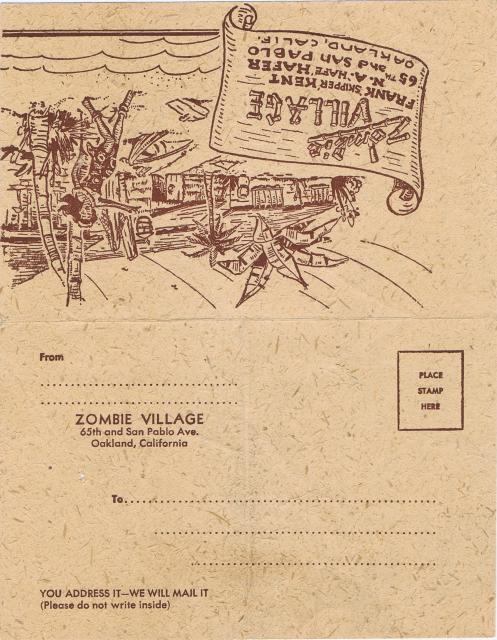 Zombie
VILLAGE
FRANK "SKIPPER" KENT
N.A. "HAPE" HAFER
65TH and SAN PABLO
OAKLAND, CALIF.
From
ZOMBIE VILLAGE
65th and San Pablo Ave.
Oakland, California
PLACE
STAMP
HERE
To
YOU ADDRESS IT—WE WILL MAIL IT
(Please do not write inside)